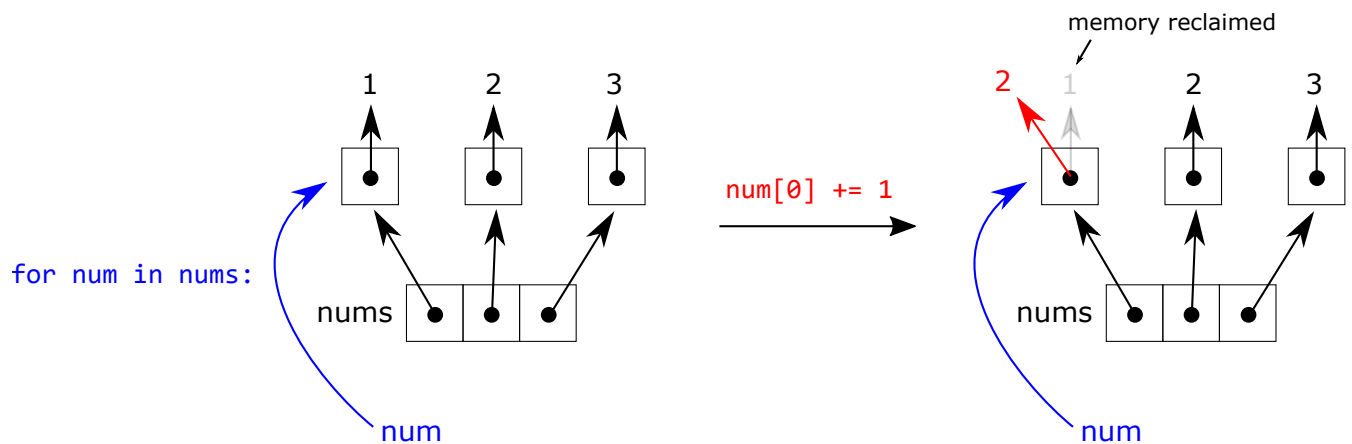 memory reclaimed
1 2 3
2 1 2 3
num[0] += 1
for num in nums:
nums
nums
num
num